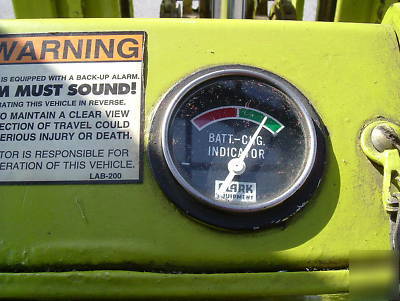 WARNING
IS EQUIPPED WITH A BACK-UP ALARM.
M MUST SOUND!
RATING THIS VEHICLE IN REVERSE.
TO MAINTAIN A CLEAR VIEW
ECTION OF TRAVEL COULD
ERIOUS INJURY OR DEATH.
TOR IS RESPONSIBLE FOR
ERATION OF THIS VEHICLE.
LAB-200
BATT.-CHG.
INDICATOR
CLARK
EQUIPMENT